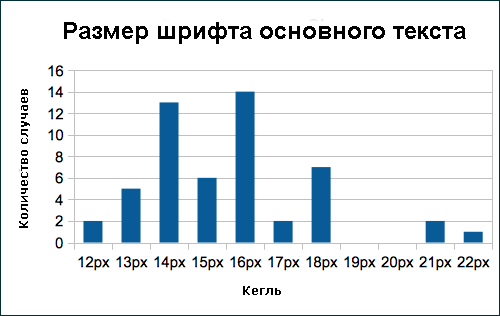 Размер шрифта основного текста
Количество случаев
16
14
12
10
8
6
4
2
0
12px 13px 14px 15px 16px 17px 18px 19px 20px 21px 22px
Кегль